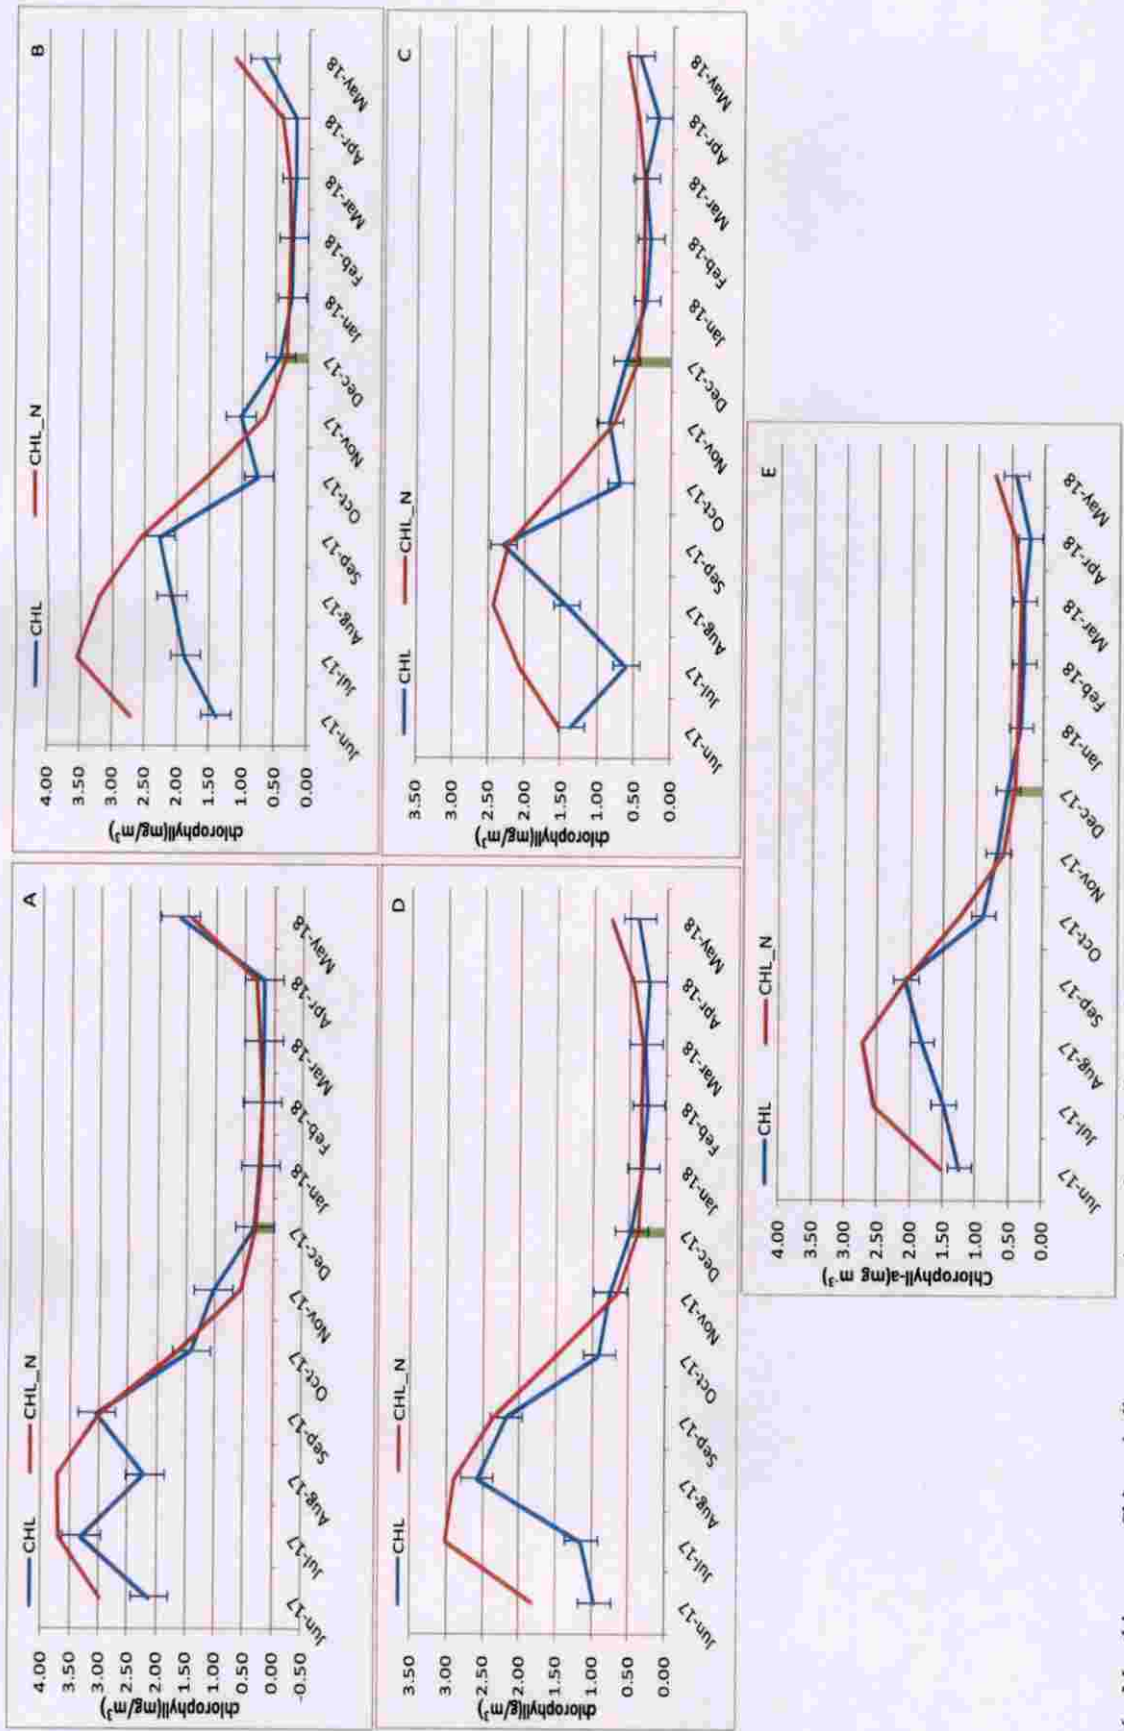 A
CHL
CHL_N
chlorophyll(mg/m³)
4.00
3.50
3.00
2.50
2.00
1.50
1.00
0.50
0.00
-0.50
Jun-17
Jul-17
Aug-17
Sep-17
Oct-17
Nov-17
Dec-17
Jan-18
Feb-18
Mar-18
Apr-18
May-18
B
CHL
CHL_N
chlorophyll(mg/m³)
4.00
3.50
3.00
2.50
2.00
1.50
1.00
0.50
0.00
Jun-17
Jul-17
Aug-17
Sep-17
Oct-17
Nov-17
Dec-17
Jan-18
Feb-18
Mar-18
Apr-18
May-18
D
CHL
CHL_N
chlorophyll(g/m³)
3.50
3.00
2.50
2.00
1.50
1.00
0.50
0.00
Jun-17
Jul-17
Aug-17
Sep-17
Oct-17
Nov-17
Dec-17
Jan-18
Feb-18
Mar-18
Apr-18
May-18
C
CHL
CHL_N
chlorophyll(mg/m³)
3.50
3.00
2.50
2.00
1.50
1.00
0.50
0.00
Jun-17
Jul-17
Aug-17
Sep-17
Oct-17
Nov-17
Dec-17
Jan-18
Feb-18
Mar-18
Apr-18
May-18
E
CHL
CHL_N
Chlorophyll-a(mg m⁻³)
4.00
3.50
3.00
2.50
2.00
1.50
1.00
0.50
0.00
Jun-17
Jul-17
Aug-17
Sep-17
Oct-17
Nov-17
Dec-17
Jan-18
Feb-18
Mar-18
Apr-18
May-18